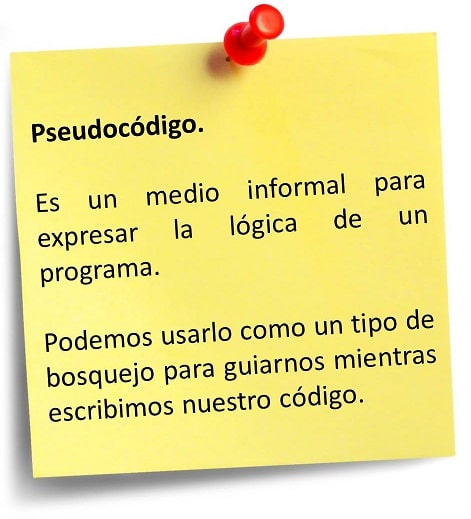 Pseudocódigo.
Es un medio informal para
expresar la lógica de un
programa.
Podemos usarlo como un tipo de
bosquejo para guiarnos mientras
escribimos nuestro código.